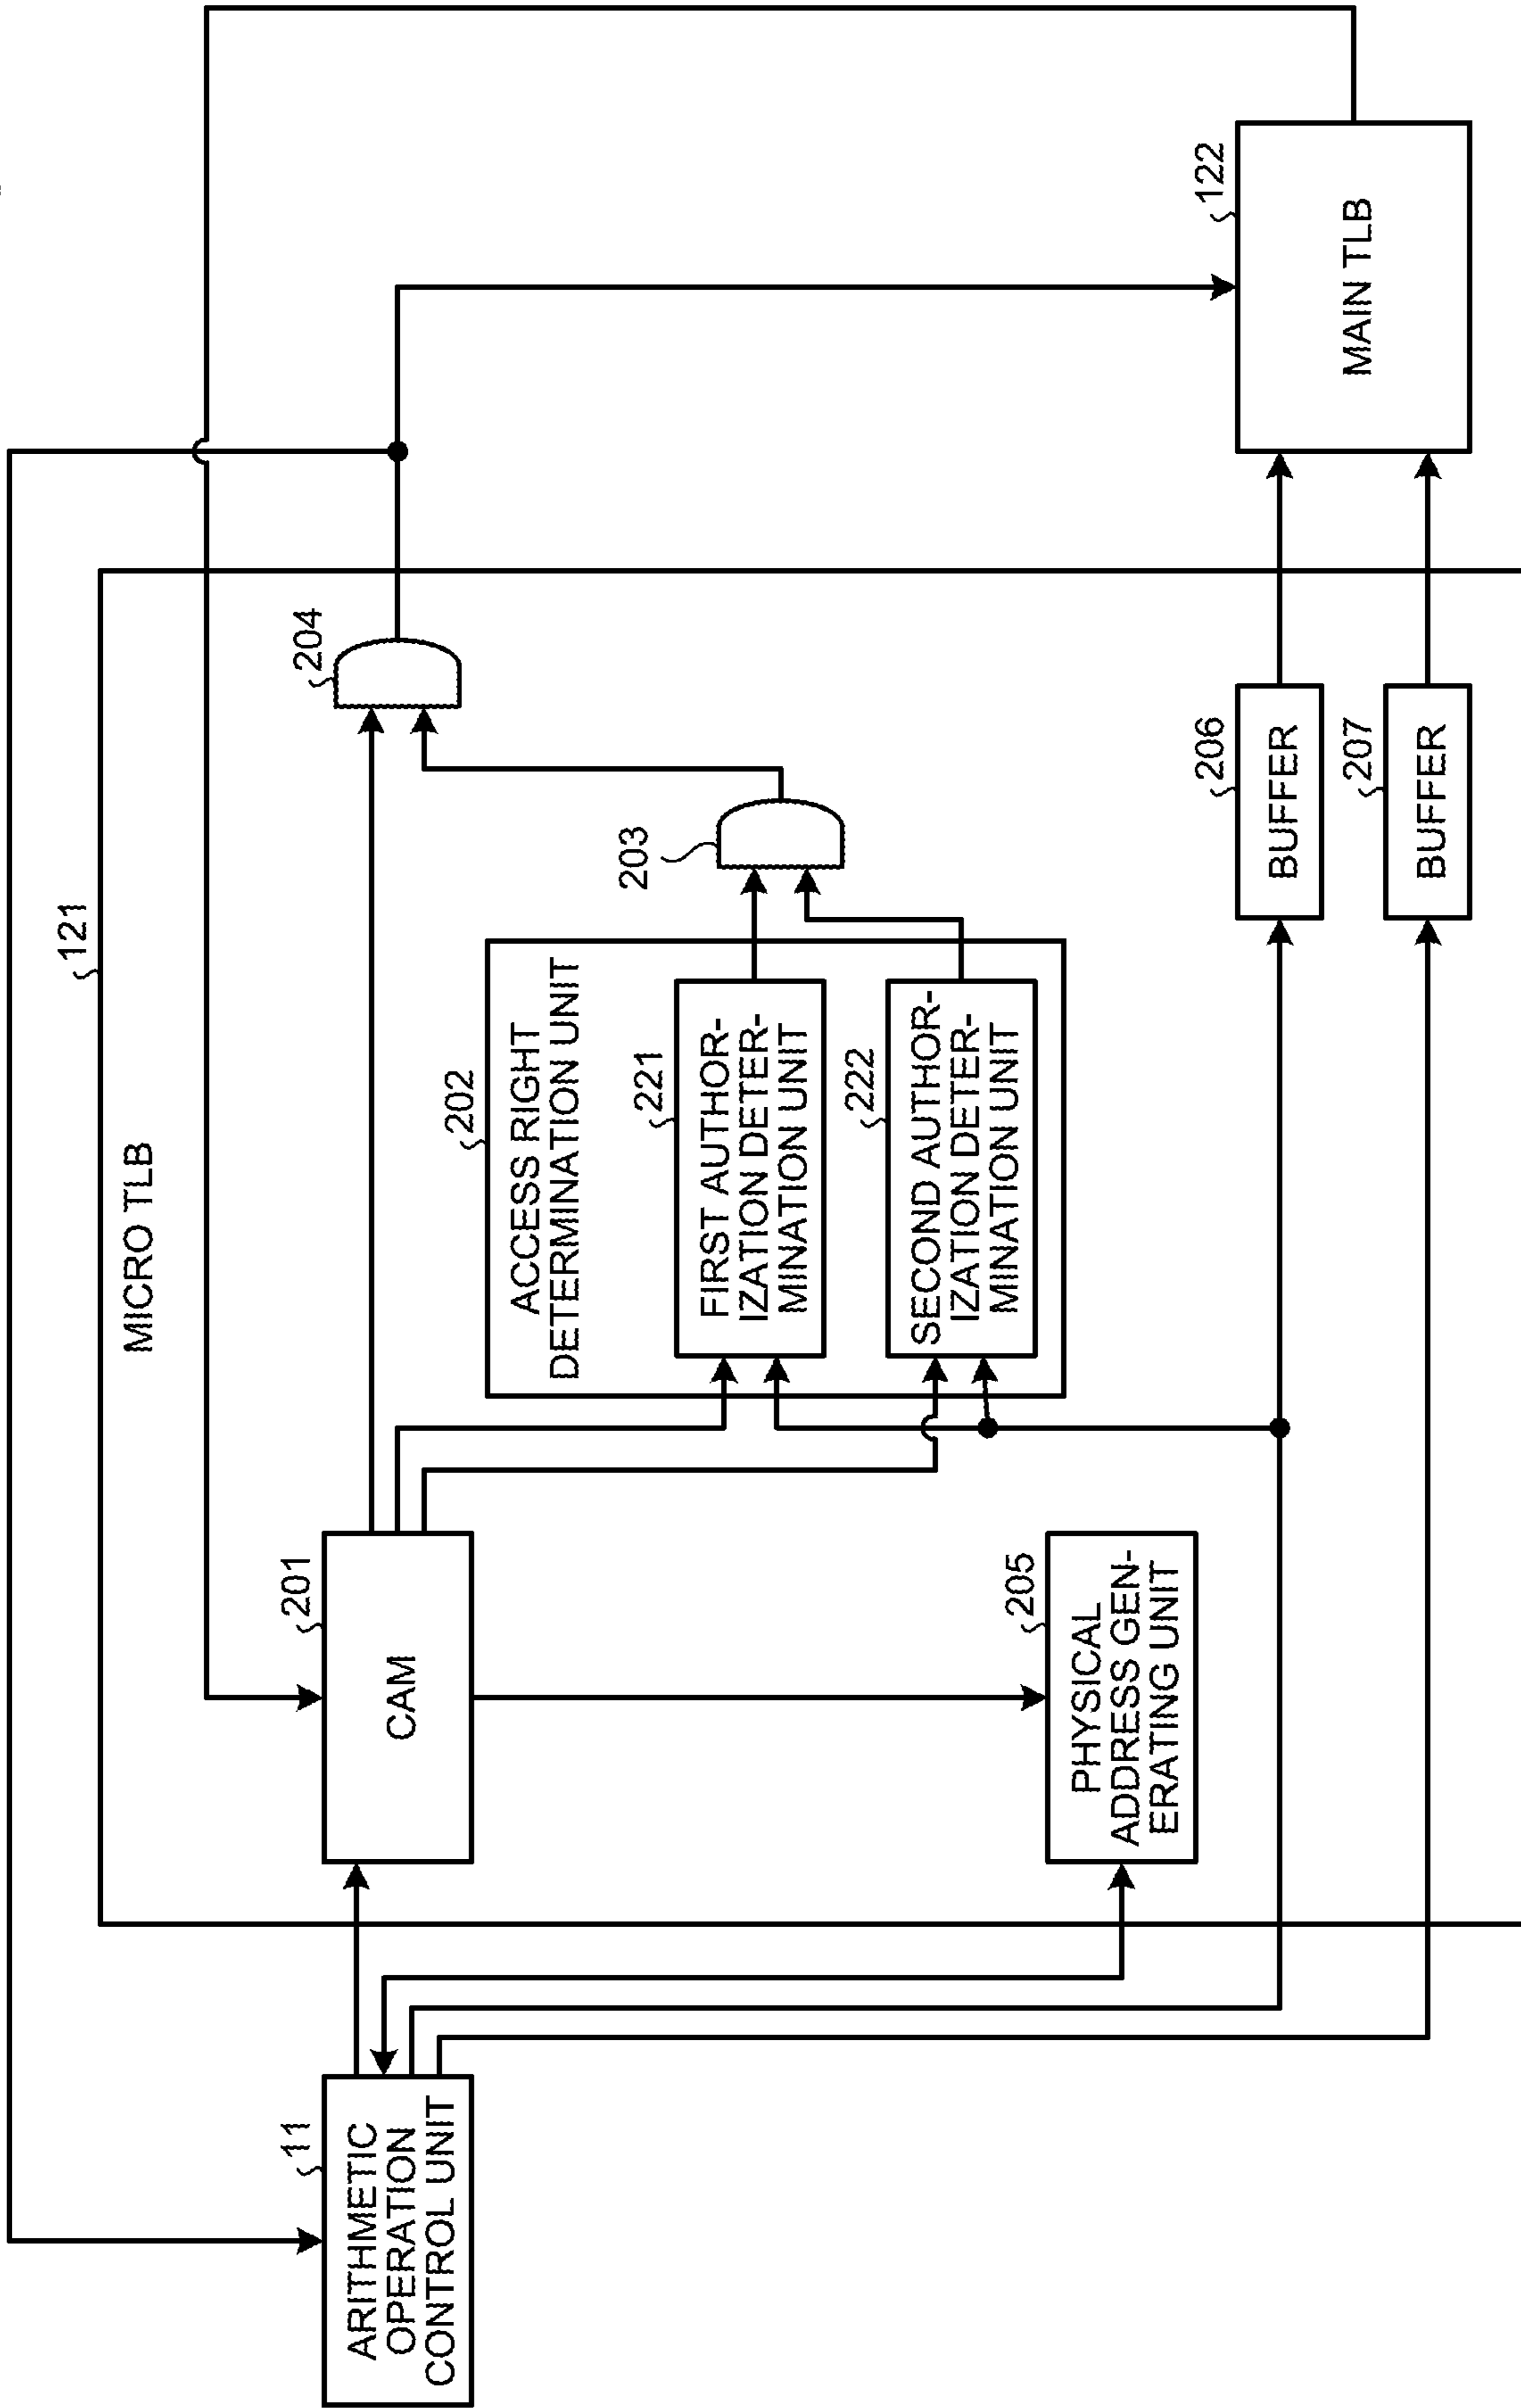 121
MICRO TLB
11
ARITHMETIC
OPERATION
CONTROL UNIT
201
CAM
204
202
ACCESS RIGHT
DETERMINATION UNIT
221
FIRST AUTHOR-
IZATION DETER-
MINATION UNIT
203
222
SECOND AUTHOR-
IZATION DETER-
MINATION UNIT
205
PHYSICAL
ADDRESS GEN-
ERATING UNIT
206
BUFFER
207
BUFFER
122
MAIN TLB